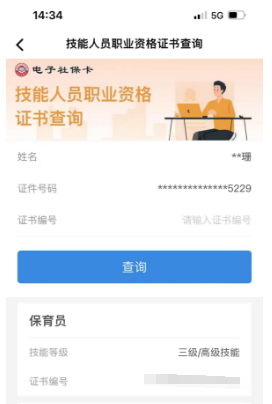 14:34
5G
技能人员职业资格证书查询
电子社保卡
技能人员职业资格
证书查询
姓名 **珊
证件号码 **************5229
证书编号 请输入证书编号
查询
保育员
技能等级 三级/高级技能
证书编号